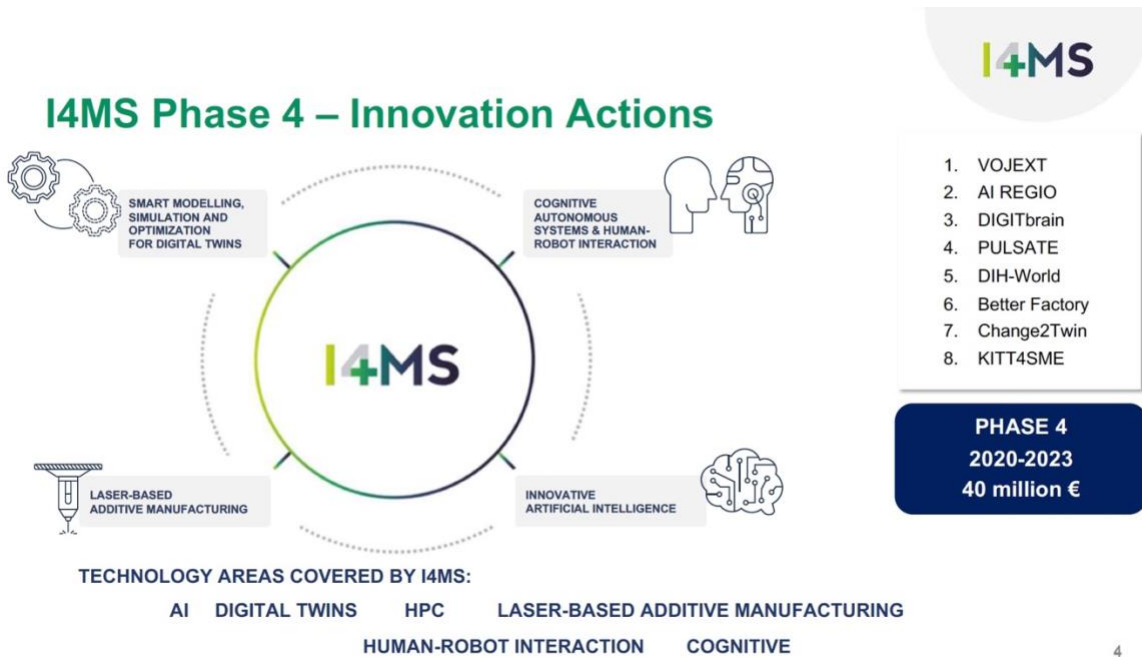 I4MS
I4MS Phase 4 – Innovation Actions
SMART MODELLING,
SIMULATION AND
OPTIMIZATION
FOR DIGITAL TWINS
COGNITIVE
AUTONOMOUS
SYSTEMS & HUMAN-
ROBOT INTERACTION
I4MS
LASER-BASED
ADDITIVE MANUFACTURING
INNOVATIVE
ARTIFICIAL INTELLIGENCE
1. VOJEXT
2. AI REGIO
3. DIGITbrain
4. PULSATE
5. DIH-World
6. Better Factory
7. Change2Twin
8. KITT4SME
PHASE 4
2020-2023
40 million €
TECHNOLOGY AREAS COVERED BY I4MS:
AI DIGITAL TWINS HPC LASER-BASED ADDITIVE MANUFACTURING
HUMAN-ROBOT INTERACTION COGNITIVE
4